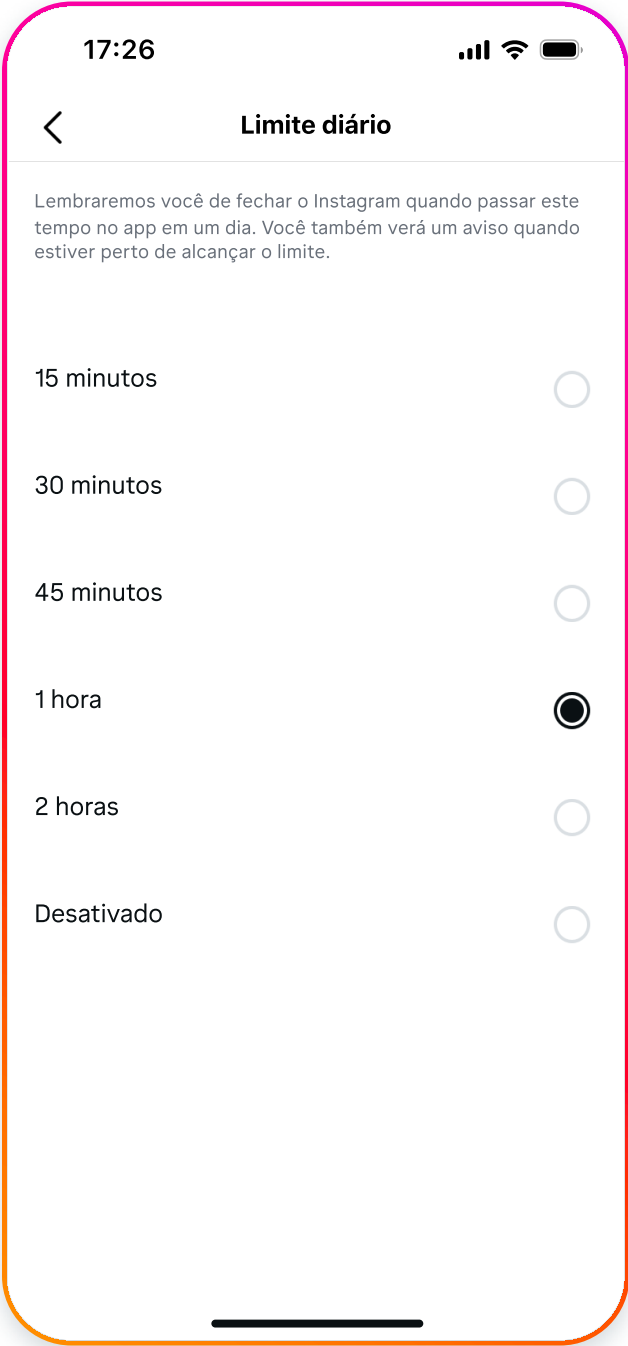 17:26
Limite diário
Lembraremos você de fechar o Instagram quando passar este
tempo no app em um dia. Você também verá um aviso quando
estiver perto de alcançar o limite.
15 minutos
30 minutos
45 minutos
1 hora
2 horas
Desativado